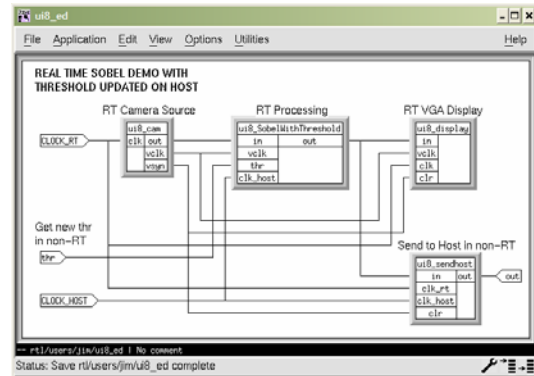 ui8_ed
File Application Edit View Options Utilities Help
REAL TIME SOBEL DEMO WITH
THRESHOLD UPDATED ON HOST
RT Camera Source
RT Processing
RT VGA Display
CLOCK_RT
ui8_cam
clk out
vclk
vsyn
ui8_SobelWithThreshold
in out
vclk
thr
clk_host
ui8_display
in
vclk
clk
clr
Get new thr
in non-RT
thr
Send to Host in non-RT
CLOCK_HOST
ui8_sendhost
in out
clk_rt
clk_host
clr
out
-- rtl/users/jim/ui8_ed | No comment
Status: Save rtl/users/jim/ui8_ed complete